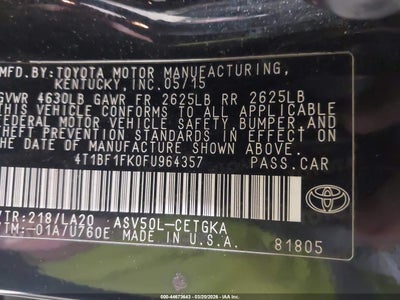 MFD.BY:TOYOTA MOTOR MANUFACTURING,
KENTUCKY,INC.05/15
GVWR 4630LB GAWR FR 2625LB RR 2625LB
THIS VEHICLE CONFORMS TO ALL APPLICABLE
FEDERAL MOTOR VEHICLE SAFETY, BUMPER, AND
THEFT PREVENTION STANDARDS IN EFFECT ON
THE DATE OF MANUFACTURE SHOWN ABOVE.
4T1BF1FK0FU964357 PASS.CAR
/TR:218/LA20 ASV50L-CETGKA
/TM:-01A/U760E MADE IN U.S.A.
TOYOTA
81805
000-44673643 - 03/20/2026 - IAA Inc.